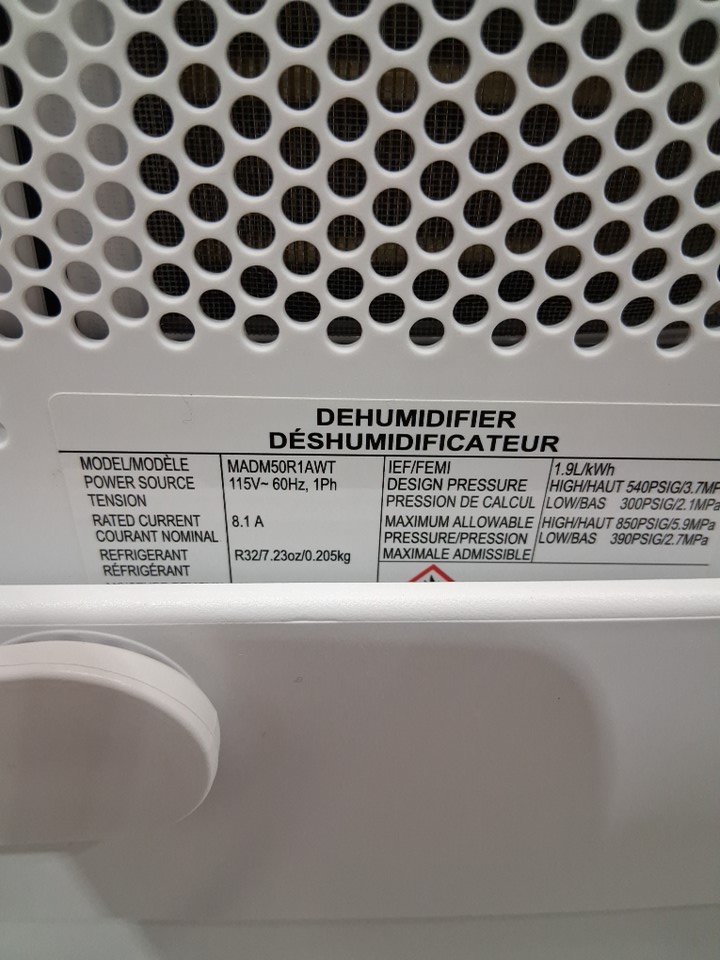 DEHUMIDIFIER
DÉSHUMIDIFICATEUR
MODEL/MODÈLE MADM50R1AWT IEF/FEMI 1.9L/kWh
POWER SOURCE 115V~ 60Hz, 1Ph DESIGN PRESSURE HIGH/HAUT 540PSIG/3.7MP
TENSION PRESSION DE CALCUL LOW/BAS 300PSIG/2.1MPa
RATED CURRENT 8.1 A MAXIMUM ALLOWABLE HIGH/HAUT 850PSIG/5.9MPa
COURANT NOMINAL PRESSURE/PRESSION LOW/BAS 390PSIG/2.7MPa
REFRIGERANT R32/7.23oz/0.205kg MAXIMALE ADMISSIBLE
RÉFRIGÉRANT